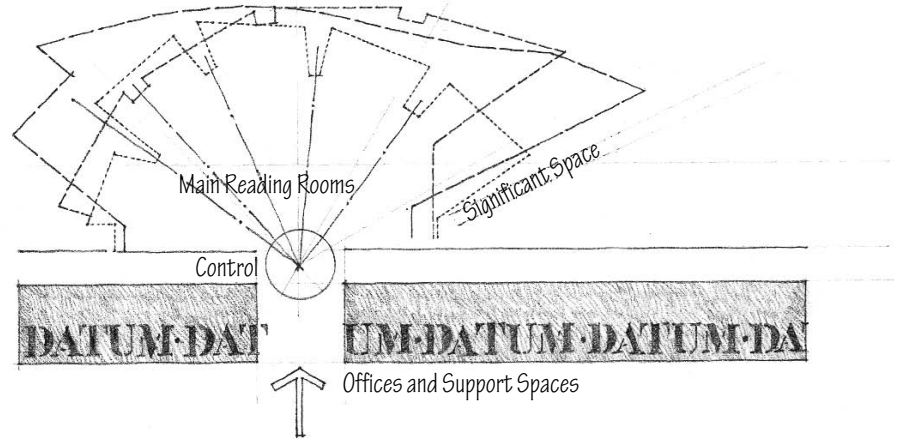 Main Reading Rooms
Significant Space
Control
DATUM·DAT UM·DATUM·DATUM·DA
Offices and Support Spaces